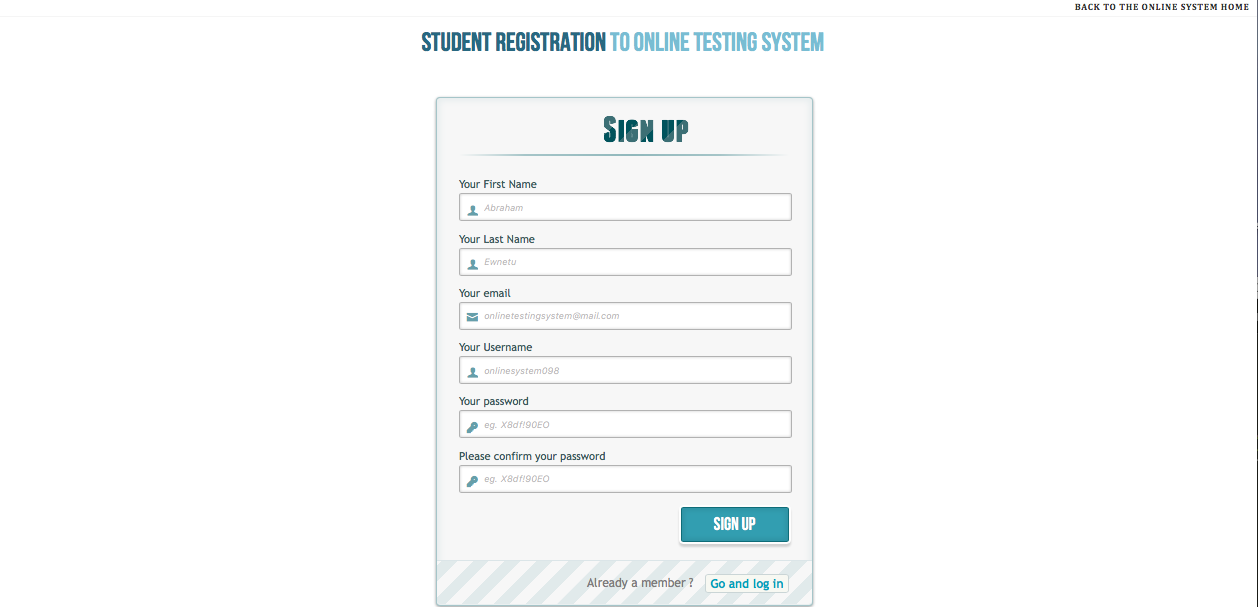 BACK TO THE ONLINE SYSTEM HOME
STUDENT REGISTRATION TO ONLINE TESTING SYSTEM
SIGN UP
Your First Name
Abraham
Your Last Name
Ewnetu
Your email
onlinetestingsystem@mail.com
Your Username
onlinesystem098
Your password
eg. X8df!90EO
Please confirm your password
eg. X8df!90EO
SIGN UP
Already a member ? Go and log in